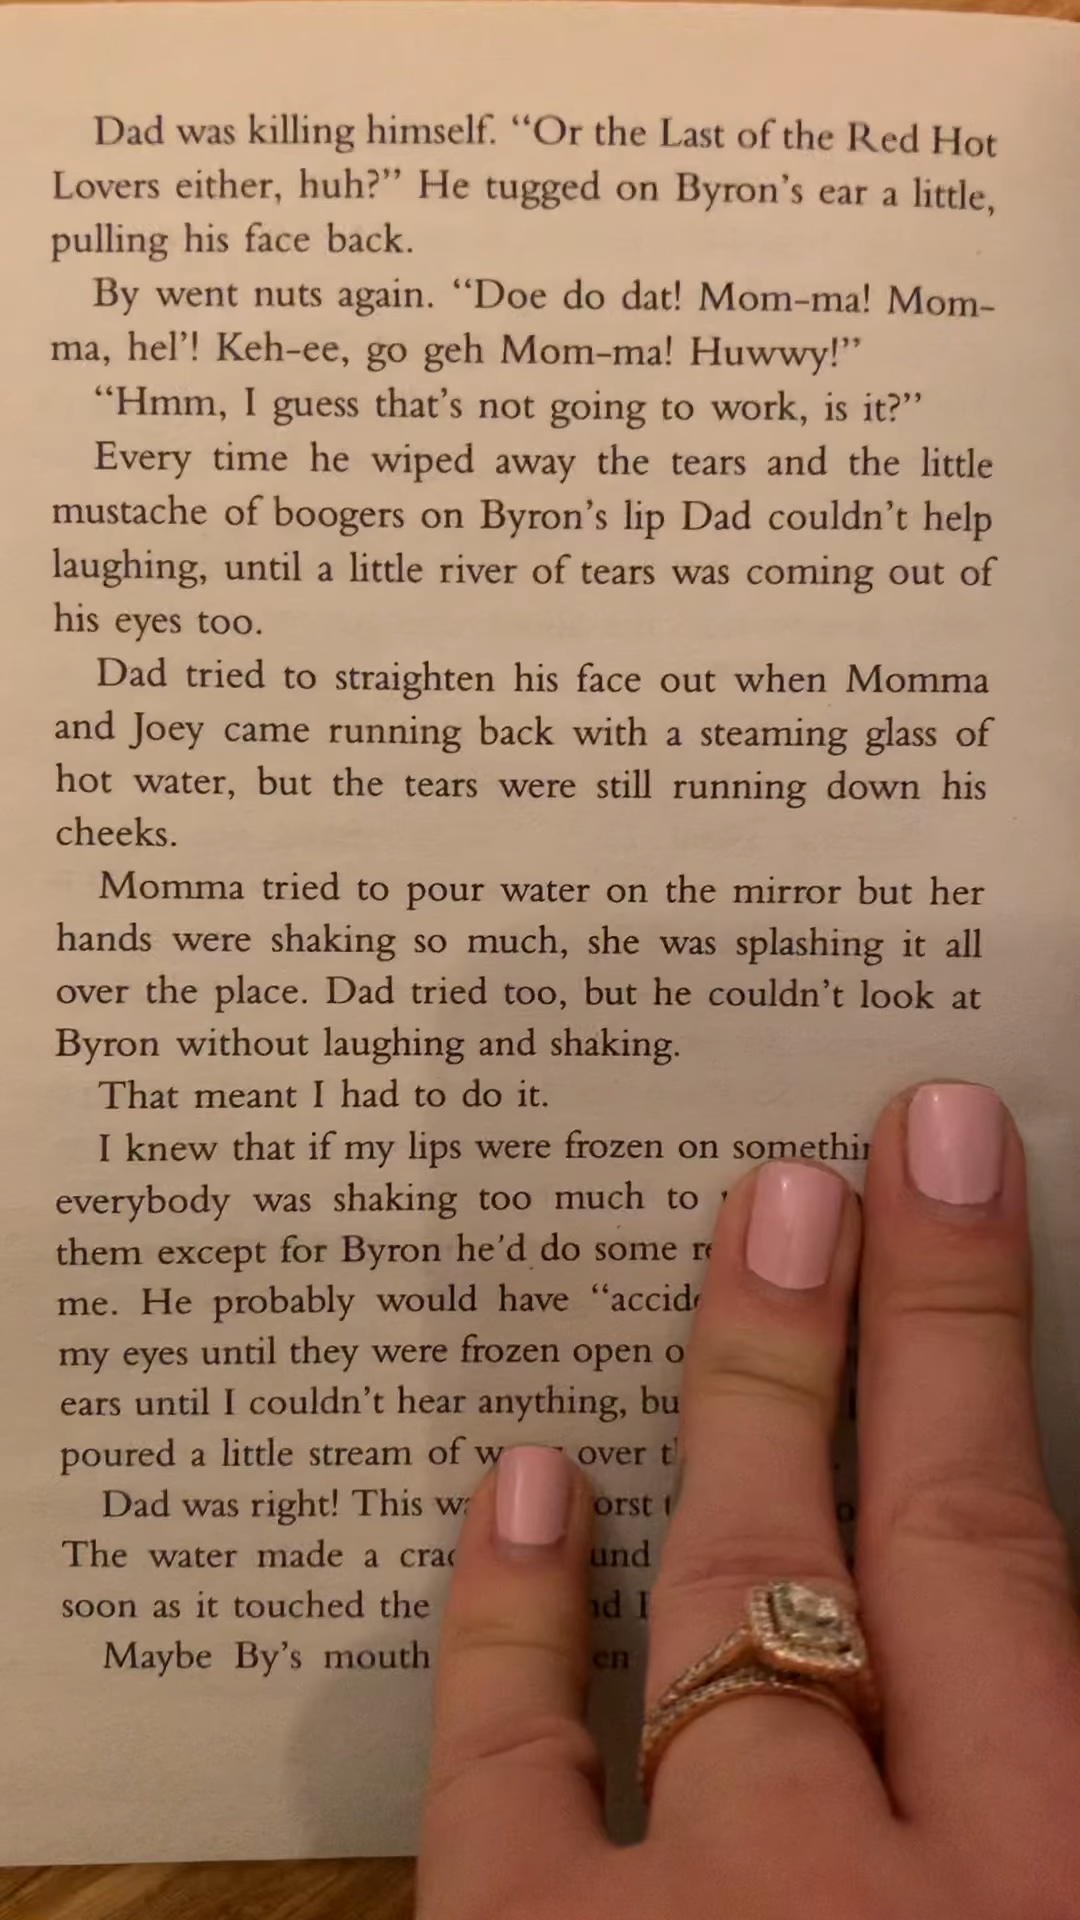 Dad was killing himself. “Or the Last of the Red Hot
Lovers either, huh?” He tugged on Byron’s ear a little,
pulling his face back.
By went nuts again. “Doe do dat! Mom-ma! Mom-
ma, hel’! Keh-ee, go geh Mom-ma! Huwwy!”
“Hmm, I guess that’s not going to work, is it?”
Every time he wiped away the tears and the little
mustache of boogers on Byron’s lip Dad couldn’t help
laughing, until a little river of tears was coming out of
his eyes too.
Dad tried to straighten his face out when Momma
and Joey came running back with a steaming glass of
hot water, but the tears were still running down his
cheeks.
Momma tried to pour water on the mirror but her
hands were shaking so much, she was splashing it all
over the place. Dad tried too, but he couldn’t look at
Byron without laughing and shaking.
That meant I had to do it.
I knew that if my lips were frozen on
everybody was shaking too much to
them except for Byron he’d do some
me. He probably would have
my eyes until they were frozen open
ears until I couldn’t hear anything,
poured a little stream of over
Dad was right! This
The water made a
soon as it touched the
Maybe By’s mouth